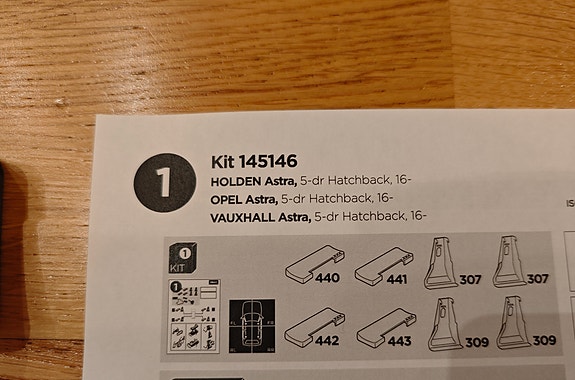 1
Kit 145146
HOLDEN Astra, 5-dr Hatchback, 16-
OPEL Astra, 5-dr Hatchback, 16-
VAUXHALL Astra, 5-dr Hatchback, 16-
1
KIT
440
441
307
307
1
442
443
309
309